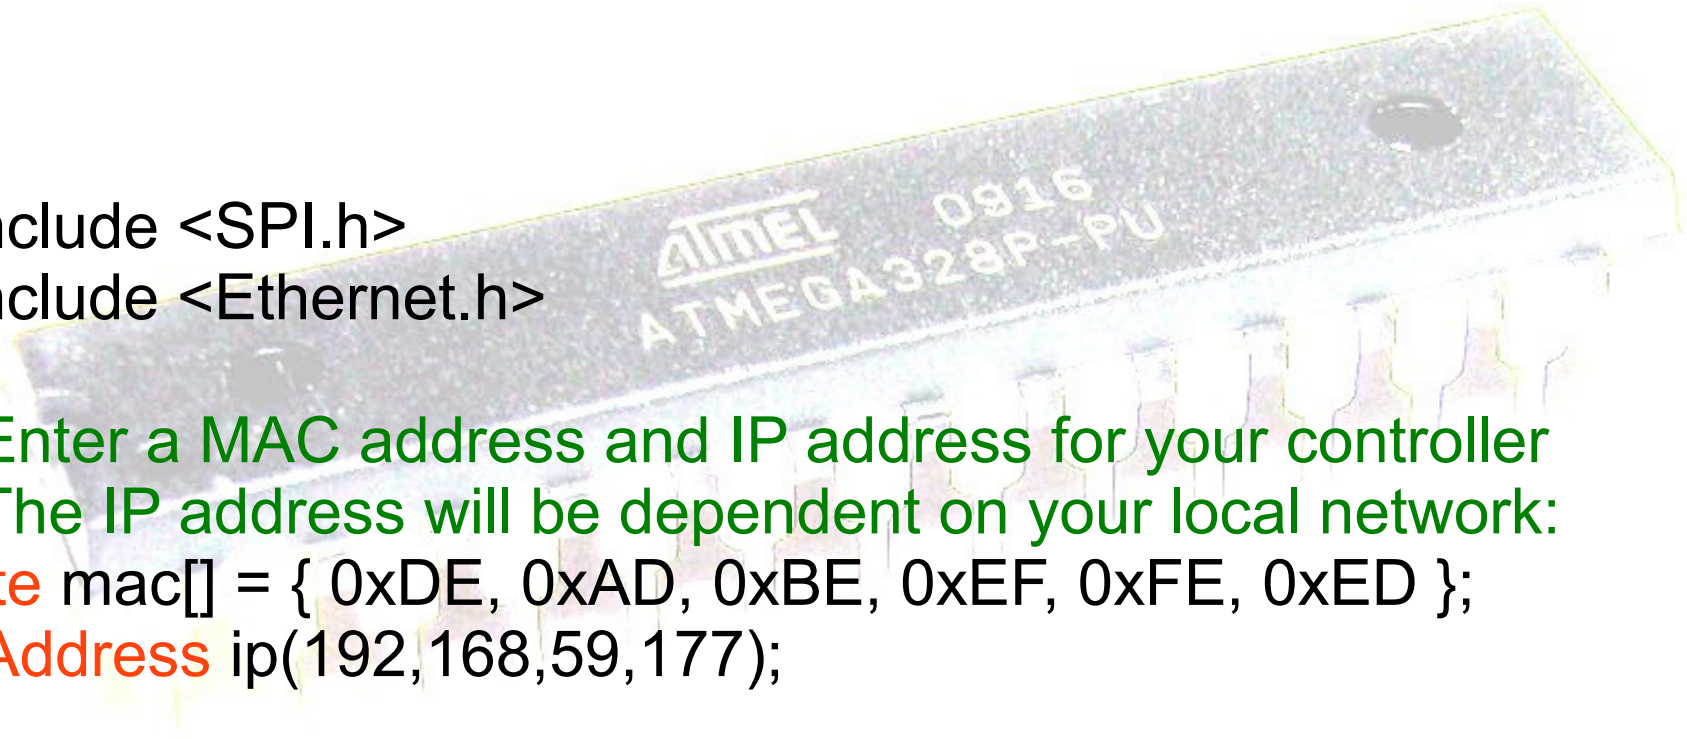 ATMEL 0916
ATMEGA328P-PU
nclude <SPI.h>
nclude <Ethernet.h>
Enter a MAC address and IP address for your controller
The IP address will be dependent on your local network:
te mac[] = { 0xDE, 0xAD, 0xBE, 0xEF, 0xFE, 0xED };
Address ip(192,168,59,177);